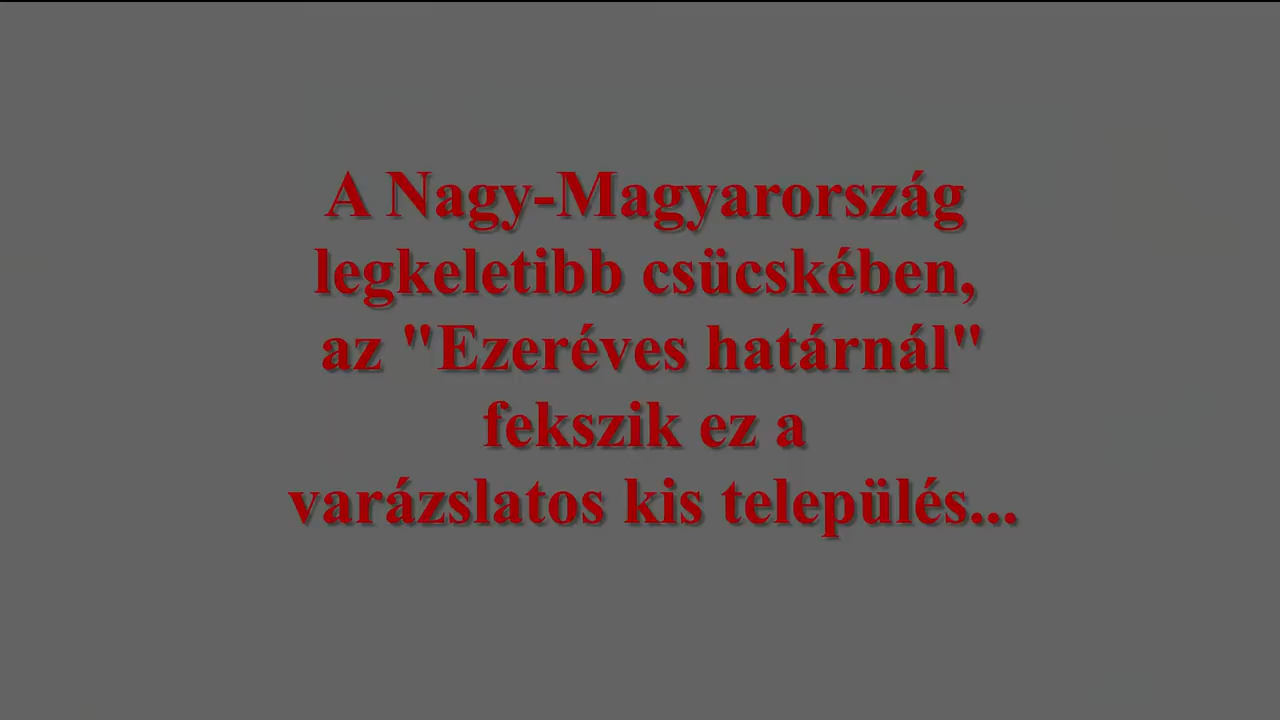 A Nagy-Magyarország
legkeletibb csücskében,
az "Ezeréves határnál"
fekszik ez a
varázslatos kis település...